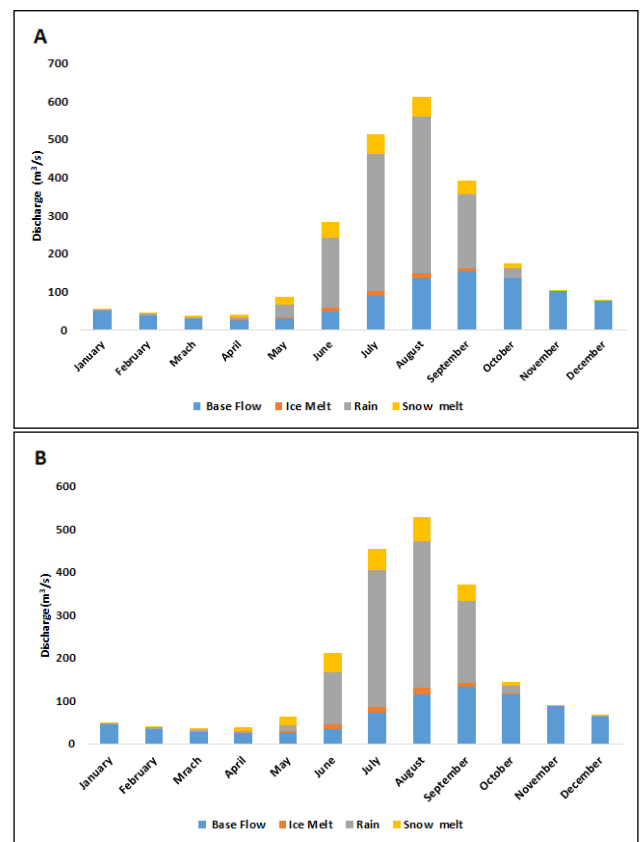 A
700
600
500
400
300
200
100
0
Discharge (m³/s)
January February Mrach April May June July August September October November December
Base Flow Ice Melt Rain Snow melt
B
600
500
400
300
200
100
0
Discharge(m³/s)
January February Mrach April May June July August September October November December
Base Flow Ice Melt Rain Snow melt